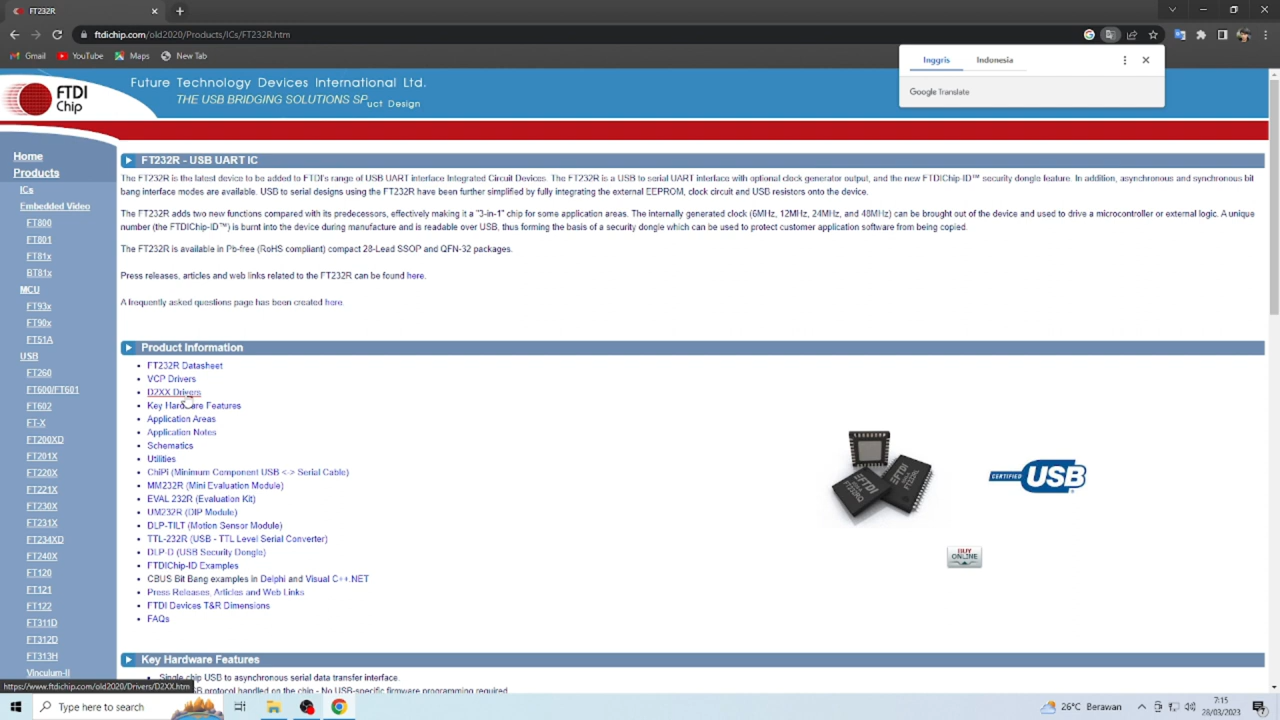 FT232R
ftdichip.com/old2020/Products/ICs/FT232R.htm
Gmail
YouTube
Maps
New Tab
Inggris
Indonesia
Google Translate
FTDI
Chip
Future Technology Devices International Ltd.
THE USB BRIDGING SOLUTIONS SP
uct Design
Home
Products
ICs
Embedded Video
FT800
FT801
FT81x
BT81x
MCU
FT93x
FT90x
FT51A
USB
FT260
FT600/FT601
FT602
FT-X
FT200XD
FT201X
FT220X
FT221X
FT230X
FT231X
FT234XD
FT240X
FT120
FT121
FT122
FT311D
FT312D
FT313H
Vinculum-II
FT232R - USB UART IC
The FT232R is the latest device to be added to FTDI's range of USB UART interface Integrated Circuit Devices. The FT232R is a USB to serial UART interface with optional clock generator output, and the new FTDIChip-ID™ security dongle feature. In addition, asynchronous and synchronous bit
bang interface modes are available. USB to serial designs using the FT232R have been further simplified by fully integrating the external EEPROM, clock circuit and USB resistors onto the device.
The FT232R adds two new functions compared with its predecessors, effectively making it a "3-in-1" chip for some application areas. The internally generated clock (6MHz, 12MHz, 24MHz, and 48MHz) can be brought out of the device and used to drive a microcontroller or external logic. A unique
number (the FTDIChip-ID™) is burnt into the device during manufacture and is readable over USB, thus forming the basis of a security dongle which can be used to protect customer application software from being copied.
The FT232R is available in Pb-free (RoHS compliant) compact 28-Lead SSOP and QFN-32 packages.
Press releases, articles and web links related to the FT232R can be found here.
A frequently asked questions page has been created here.
Product Information
FT232R Datasheet
VCP Drivers
D2XX Drivers
Key Hardware Features
Application Areas
Application Notes
Schematics
Utilities
ChiPi (Minimum Component USB <-> Serial Cable)
MM232R (Mini Evaluation Module)
EVAL 232R (Evaluation Kit)
UM232R (DIP Module)
DLP-TILT (Motion Sensor Module)
TTL-232R (USB - TTL Level Serial Converter)
DLP-D (USB Security Dongle)
FTDIChip-ID Examples
CBUS Bit Bang examples in Delphi and Visual C++.NET
Press Releases, Articles and Web Links
FTDI Devices T&R Dimensions
FAQs
FTDI
FTDI
CERTIFIED USB
BUY
ONLINE
Key Hardware Features
Single chip USB to asynchronous serial data transfer interface.
SB protocol handled on the chip - No USB-specific firmware programming required
https://www.ftdichip.com/old2020/Drivers/D2XX.htm
Type here to search
26°C Berawan
7:15
28/03/2023